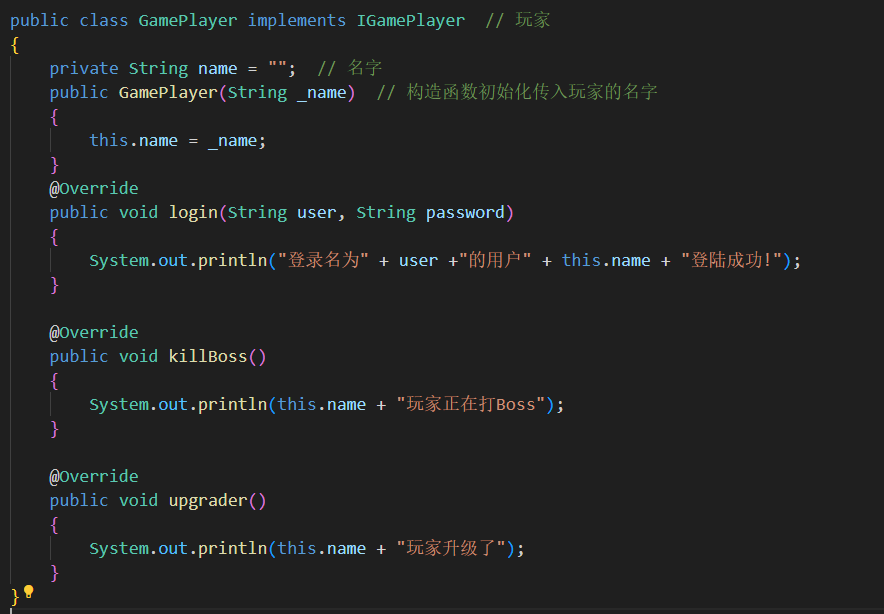 public class GamePlayer implements IGamePlayer  // 玩家
{
    private String name = "";  // 名字
    public GamePlayer(String _name)  // 构造函数初始化传入玩家的名字
    {
        this.name = _name;
    }
    @Override
    public void login(String user, String password)
    {
        System.out.println("登录名为" + user +"的用户" + this.name + "登陆成功!");
    }

    @Override
    public void killBoss()
    {
        System.out.println(this.name + "玩家正在打Boss");
    }

    @Override
    public void upgrader()
    {
        System.out.println(this.name + "玩家升级了");
    }
}